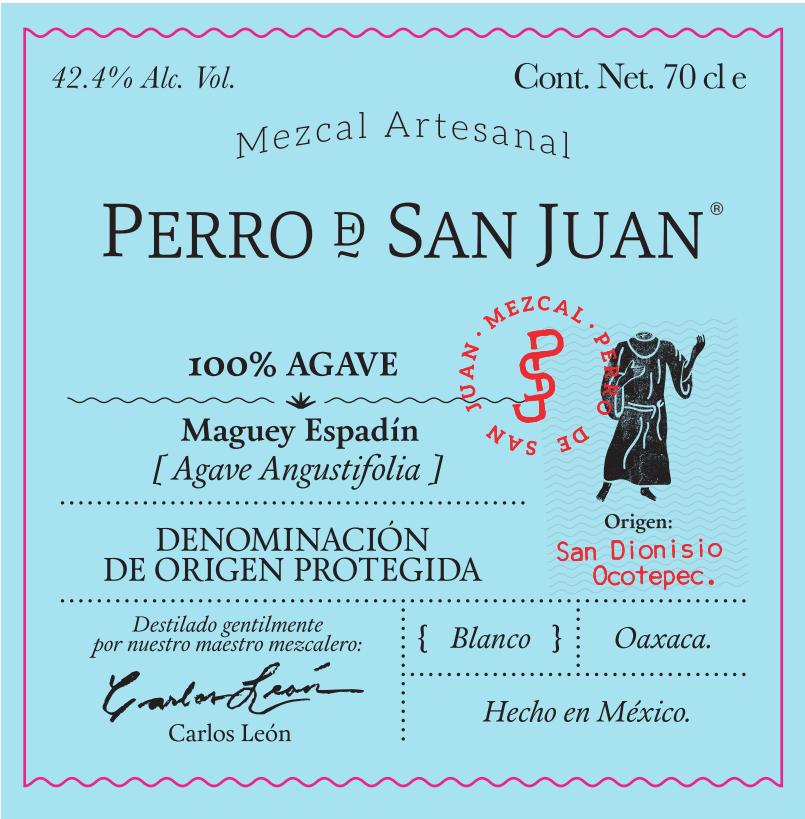 42.4% Alc. Vol.
Cont. Net. 70 cl e
Mezcal Artesanal
PERRO DE SAN JUAN®
MEZCAL · PERRO DE SAN JUAN ·
PSJ
100% AGAVE
Maguey Espadín
[ Agave Angustifolia ]
DENOMINACIÓN
DE ORIGEN PROTEGIDA
Origen:
San Dionisio
Ocotepec.
Destilado gentilmente
por nuestro maestro mezcalero:
Carlos León
Carlos León
{ Blanco }
Oaxaca.
Hecho en México.